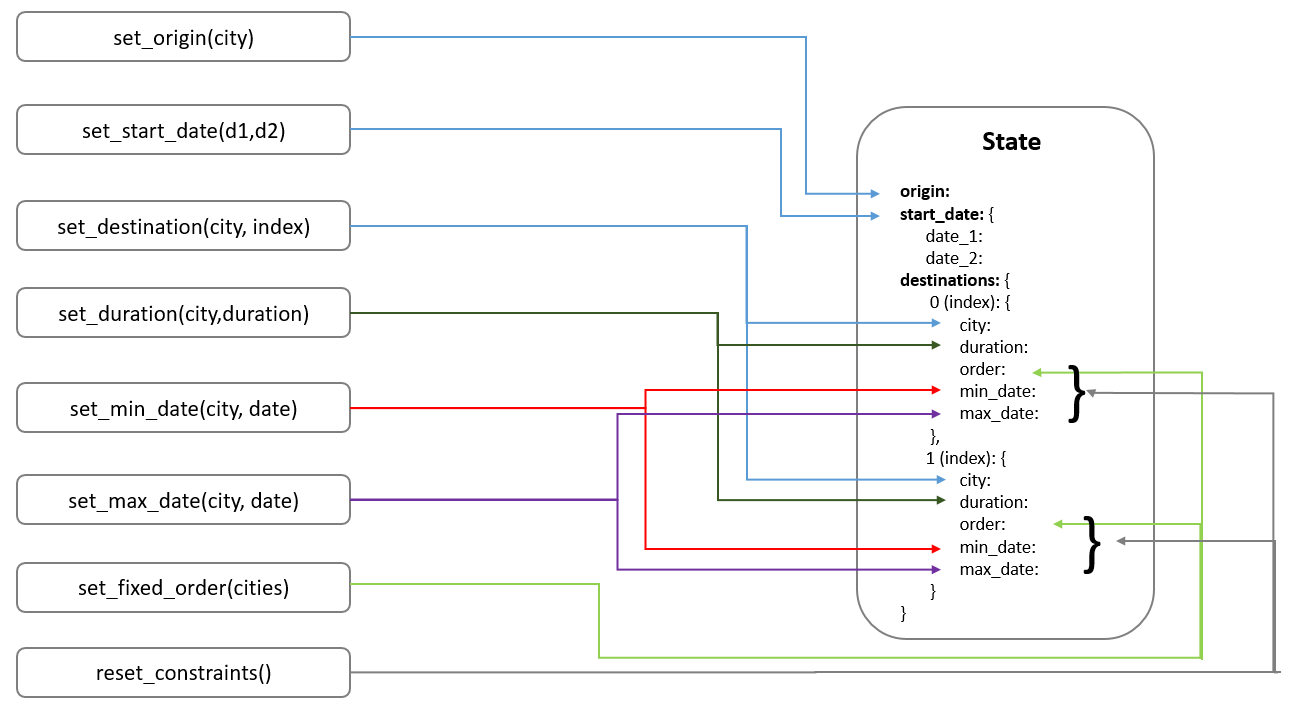 set_origin(city)
set_start_date(d1,d2)
set_destination(city, index)
set_duration(city,duration)
set_min_date(city, date)
set_max_date(city, date)
set_fixed_order(cities)
reset_constraints()
State
origin:
start_date: {
date_1:
date_2:
destinations: {
0 (index): {
city:
duration:
order:
min_date:
max_date:
},
1 (index): {
city:
duration:
order:
min_date:
max_date:
}
}